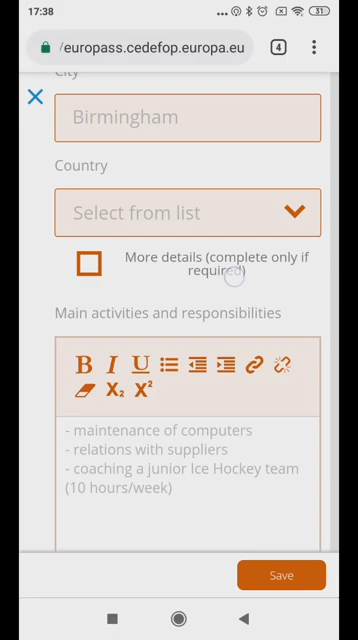 17:38
31
/europass.cedefop.europa.eu
4
City
Birmingham
Country
Select from list
More details (complete only if
required)
Main activities and responsibilities
B I U
X₂ X²
- maintenance of computers
- relations with suppliers
- coaching a junior Ice Hockey team
(10 hours/week)
Save